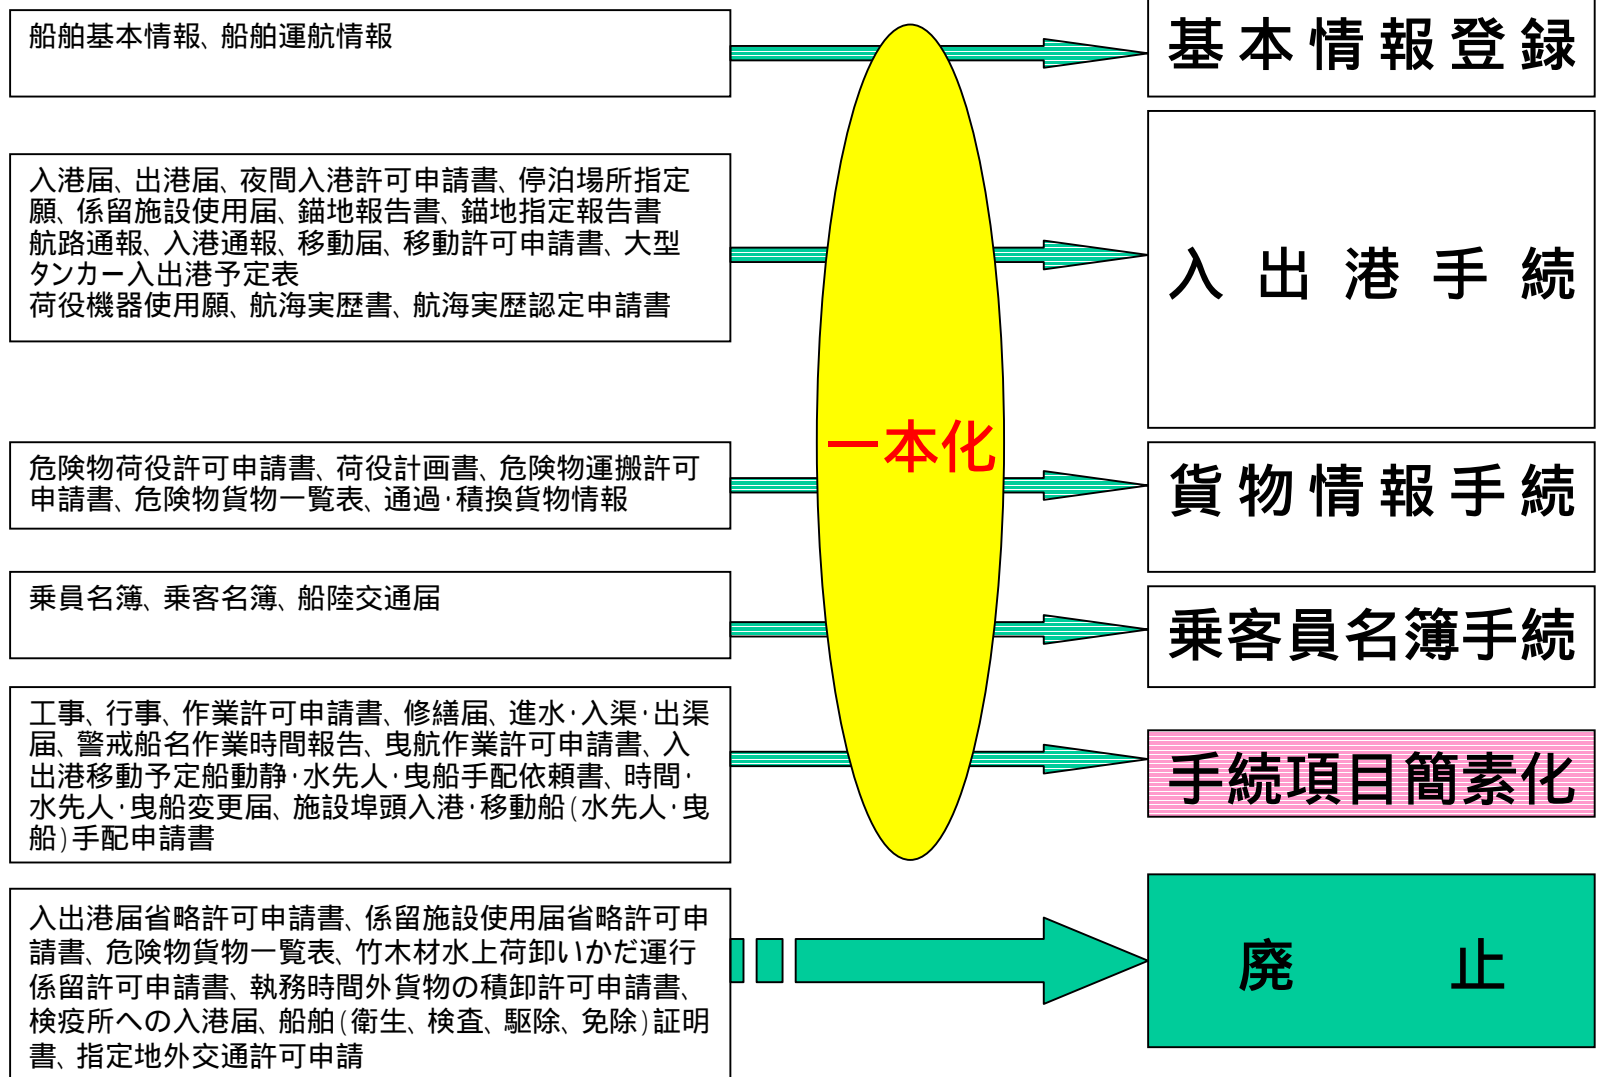 船舶基本情報、船舶運航情報
基本情報登録
入港届、出港届、夜間入港許可申請書、停泊場所指定
願、係留施設使用届、錨地報告書、錨地指定報告書
航路通報、入港通報、移動届、移動許可申請書、大型
タンカー入出港予定表
荷役機器使用願、航海実歴書、航海実歴認定申請書
入出港手続
一本化
危険物荷役許可申請書、荷役計画書、危険物運搬許可
申請書、危険物貨物一覧表、通過・積換貨物情報
貨物情報手続
乗員名簿、乗客名簿、船陸交通届
乗客員名簿手続
工事、行事、作業許可申請書、修繕届、進水・入渠・出渠
届、警戒船名作業時間報告、曳航作業許可申請書、入
出港移動予定船動静・水先人・曳船手配依頼書、時間・
水先人・曳船変更届、施設埠頭入港・移動船(水先人・曳
船)手配申請書
手続項目簡素化
入出港届省略許可申請書、係留施設使用届省略許可申
請書、危険物貨物一覧表、竹木材水上荷卸いかだ運行
係留許可申請書、執務時間外貨物の積卸許可申請書、
検疫所への入港届、船舶(衛生、検査、駆除、免除)証明
書、指定地外交通許可申請
廃止